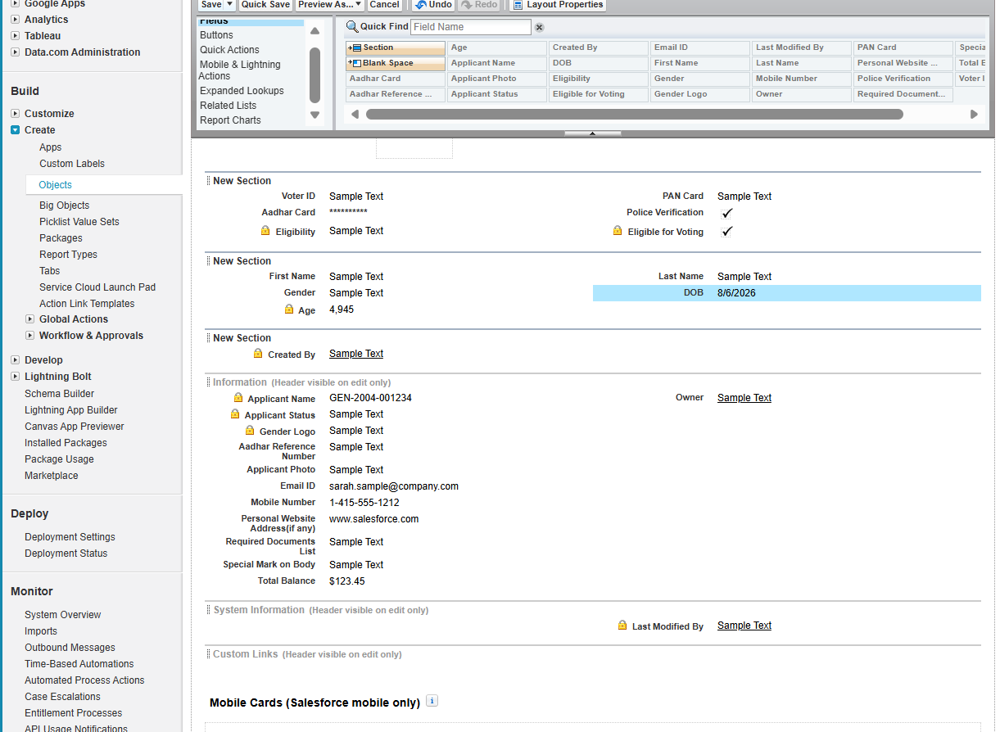 Google Apps
Analytics
Tableau
Data.com Administration
Build
Customize
Create
Apps
Custom Labels
Objects
Big Objects
Picklist Value Sets
Packages
Report Types
Tabs
Service Cloud Launch Pad
Action Link Templates
Global Actions
Workflow & Approvals
Develop
Lightning Bolt
Schema Builder
Lightning App Builder
Canvas App Previewer
Installed Packages
Package Usage
Marketplace
Deploy
Deployment Settings
Deployment Status
Monitor
System Overview
Imports
Outbound Messages
Time-Based Automations
Automated Process Actions
Case Escalations
Entitlement Processes
API Usage Notifications
Save Quick Save Preview As... Cancel Undo Redo Layout Properties
Fields
Buttons
Quick Actions
Mobile & Lightning
Actions
Expanded Lookups
Related Lists
Report Charts
Quick Find Field Name
Section Age Created By Email ID Last Modified By PAN Card Specia
Blank Space Applicant Name DOB First Name Last Name Personal Website ... Total E
Aadhar Card Applicant Photo Eligibility Gender Mobile Number Police Verification Voter I
Aadhar Reference ... Applicant Status Eligible for Voting Gender Logo Owner Required Document...
New Section
Voter ID Sample Text PAN Card Sample Text
Aadhar Card ********** Police Verification
Eligibility Sample Text Eligible for Voting
New Section
First Name Sample Text Last Name Sample Text
Gender Sample Text DOB 8/6/2026
Age 4,945
New Section
Created By Sample Text
Information (Header visible on edit only)
Applicant Name GEN-2004-001234 Owner Sample Text
Applicant Status Sample Text
Gender Logo Sample Text
Aadhar Reference
Number Sample Text
Applicant Photo Sample Text
Email ID sarah.sample@company.com
Mobile Number 1-415-555-1212
Personal Website
Address(if any) www.salesforce.com
Required Documents
List Sample Text
Special Mark on Body Sample Text
Total Balance $123.45
System Information (Header visible on edit only)
Last Modified By Sample Text
Custom Links (Header visible on edit only)
Mobile Cards (Salesforce mobile only) i